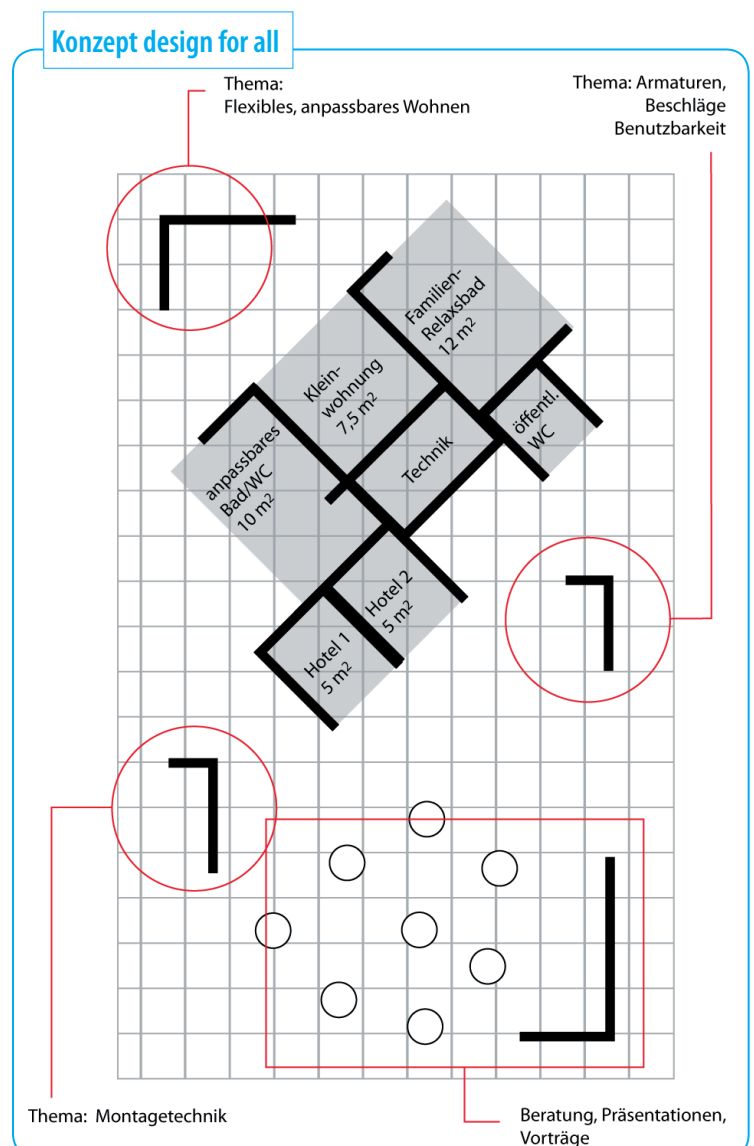 Konzept design for all
Thema:
Flexibles, anpassbares Wohnen
Thema: Armaturen,
Beschläge
Benutzbarkeit
Familien-
Relaxsbad
12 m²
Klein-
wohnung
7,5 m²
öffentl.
WC
Technik
anpassbares
Bad/WC
10 m²
Hotel 2
5 m²
Hotel 1
5 m²
Thema: Montagetechnik
Beratung, Präsentationen,
Vorträge